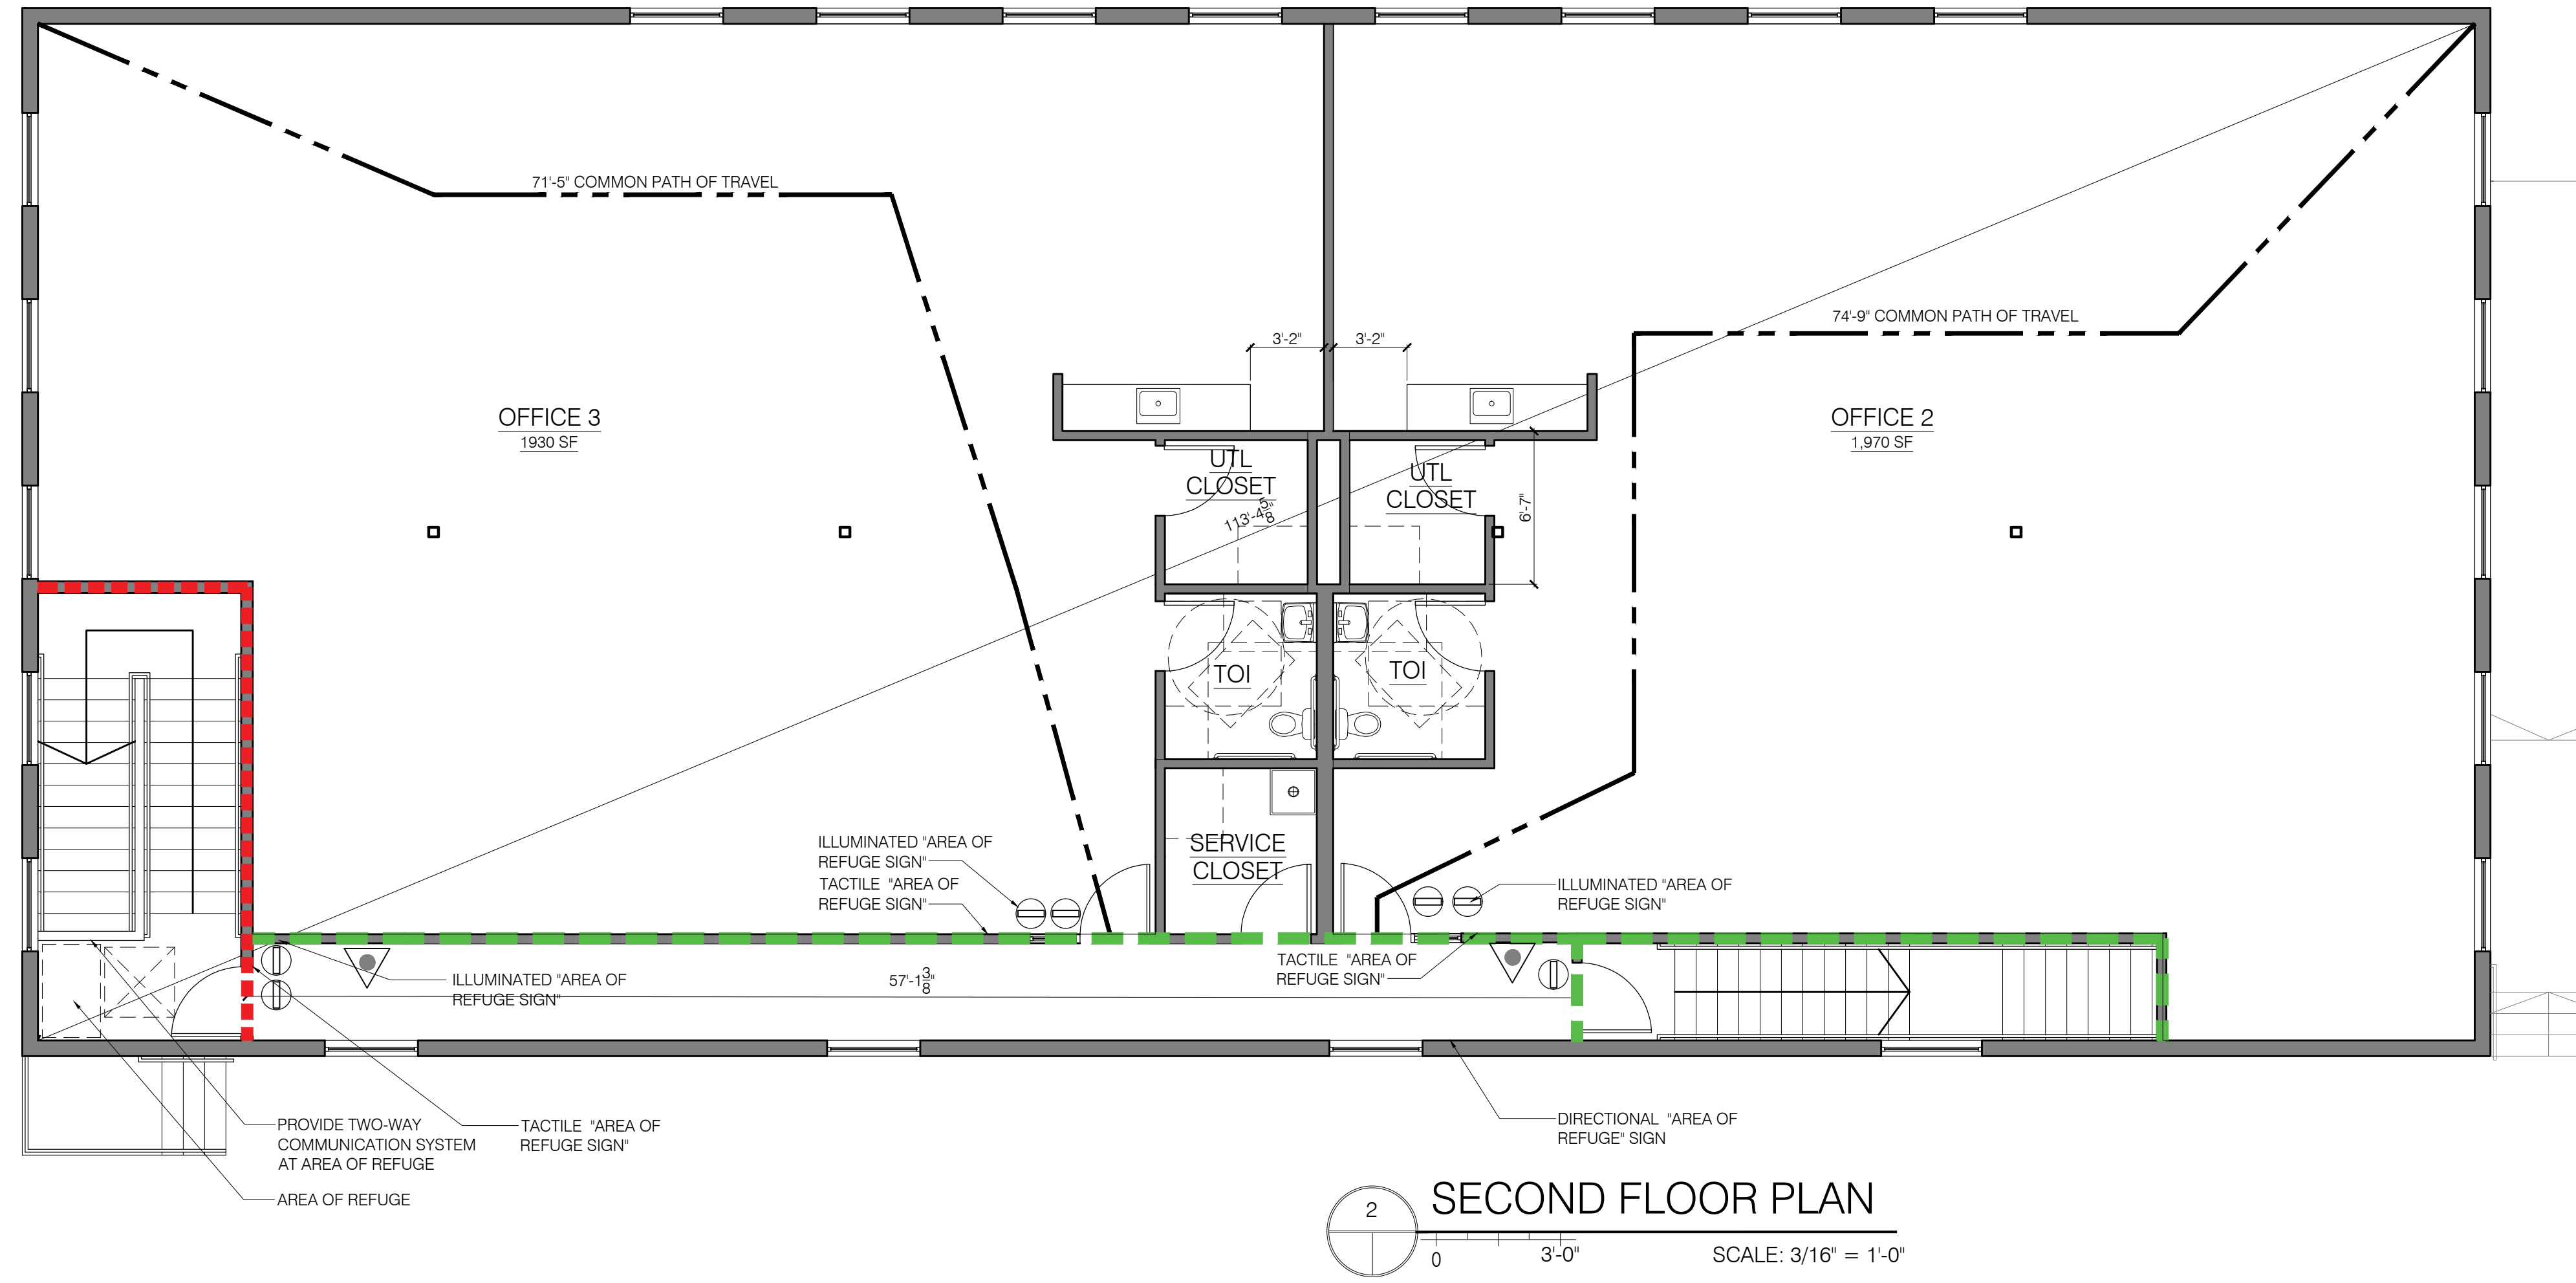 71'-5" COMMON PATH OF TRAVEL
74'-9" COMMON PATH OF TRAVEL
3'-2"
3'-2"
OFFICE 3
1930 SF
OFFICE 2
1,970 SF
UTL
CLOSET
UTL
CLOSET
6'-7"
113'-4 5/8"
TOI
TOI
SERVICE
CLOSET
ILLUMINATED "AREA OF
REFUGE SIGN"
TACTILE "AREA OF
REFUGE SIGN"
ILLUMINATED "AREA OF
REFUGE SIGN"
ILLUMINATED "AREA OF
REFUGE SIGN"
57'-1 3/8"
TACTILE "AREA OF
REFUGE SIGN"
PROVIDE TWO-WAY
COMMUNICATION SYSTEM
AT AREA OF REFUGE
TACTILE "AREA OF
REFUGE SIGN"
DIRECTIONAL "AREA OF
REFUGE" SIGN
AREA OF REFUGE
2
SECOND FLOOR PLAN
0
3'-0"
SCALE: 3/16" = 1'-0"